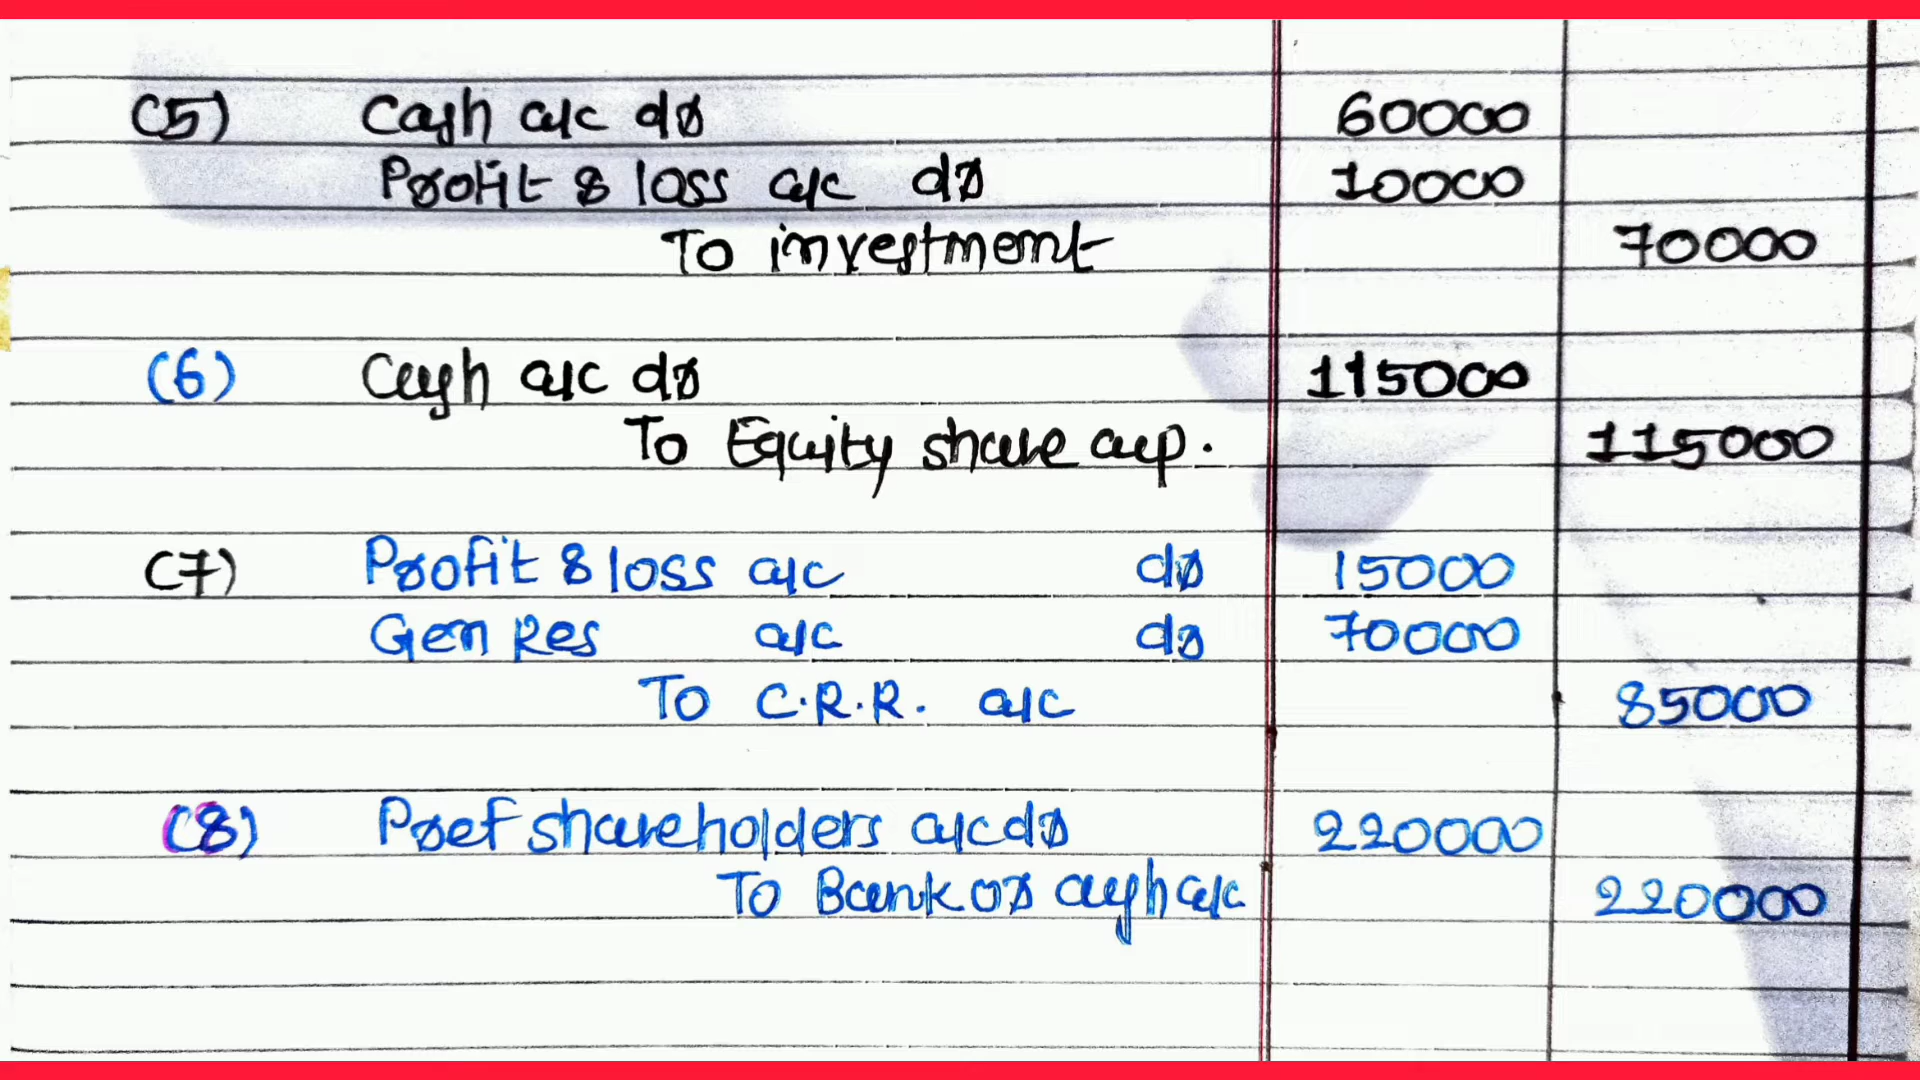 (5) Cash a/c dr 60000
Profit & loss a/c dr 10000
To investment 70000
(6) Cash a/c dr 115000
To Equity share cap. 115000
(7) Profit & loss a/c dr 15000
Gen Res a/c dr 70000
To C.R.R. a/c 85000
(8) Pref shareholders a/c dr 220000
To Bank or cash a/c 220000